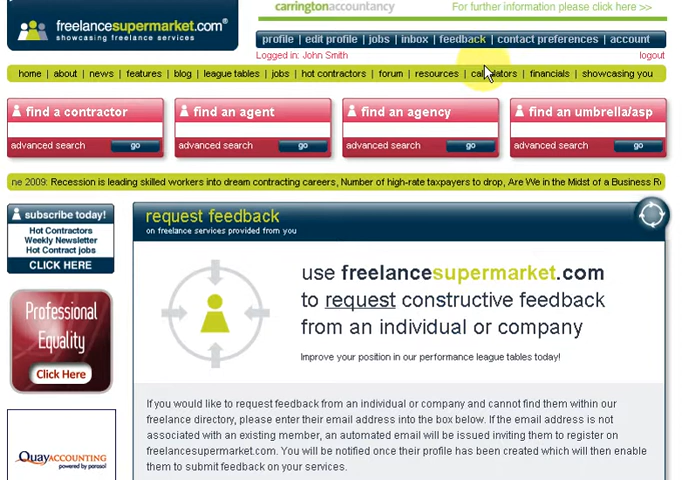 carringtonaccountancy
For further information please click here >>
freelancesupermarket.com®
showcasing freelance services
profile | edit profile | jobs | inbox | feedback | contact preferences | account
Logged in: John Smith
logout
home | about | news | features | blog | league tables | jobs | hot contractors | forum | resources | calculators | financials | showcasing you
find a contractor
find an agent
find an agency
find an umbrella/asp
advanced search go
advanced search go
advanced search go
advanced search go
ne 2009: Recession is leading skilled workers into dream contracting careers, Number of high-rate taxpayers to drop, Are We in the Midst of a Business R
subscribe today!
Hot Contractors
Weekly Newsletter
Hot Contract jobs
CLICK HERE
Professional
Equality
Click Here
QuayACCOUNTING
powered by parasol
request feedback
on freelance services provided from you
use freelancesupermarket.com
to request constructive feedback
from an individual or company
Improve your position in our performance league tables today!
If you would like to request feedback from an individual or company and cannot find them within our
freelance directory, please enter their email address into the box below. If the email address is not
associated with an existing member, an automated email will be issued inviting them to register on
freelancesupermarket.com. You will be notified once their profile has been created which will then enable
them to submit feedback on your services.